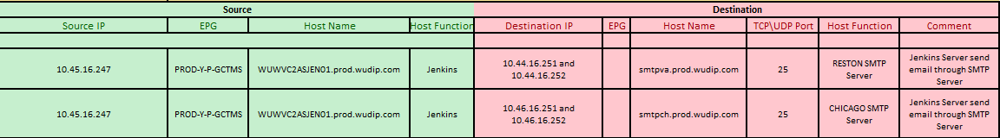 Source Destination
Source IP EPG Host Name Host Function Destination IP EPG Host Name TCP\UDP Port Host Function Comment
10.45.16.247 PROD-Y-P-GCTMS WUWVC2ASJEN01.prod.wudip.com Jenkins 10.44.16.251 and 10.44.16.252 smtpva.prod.wudip.com 25 RESTON SMTP Server Jenkins Server send email through SMTP Server
10.45.16.247 PROD-Y-P-GCTMS WUWVC2ASJEN01.prod.wudip.com Jenkins 10.46.16.251 and 10.46.16.252 smtpch.prod.wudip.com 25 CHICAGO SMTP Server Jenkins Server send email through SMTP Server